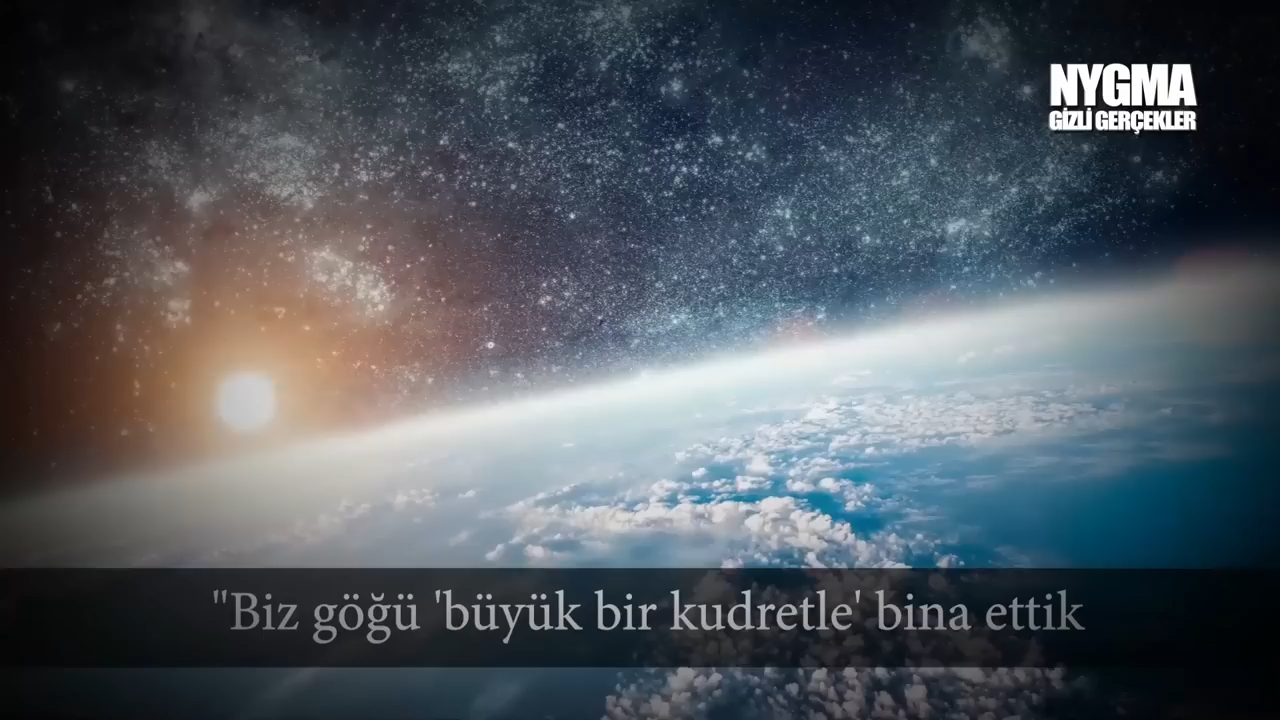 NYGMA
GİZLİ GERÇEKLER
"Biz göğü 'büyük bir kudretle' bina ettik